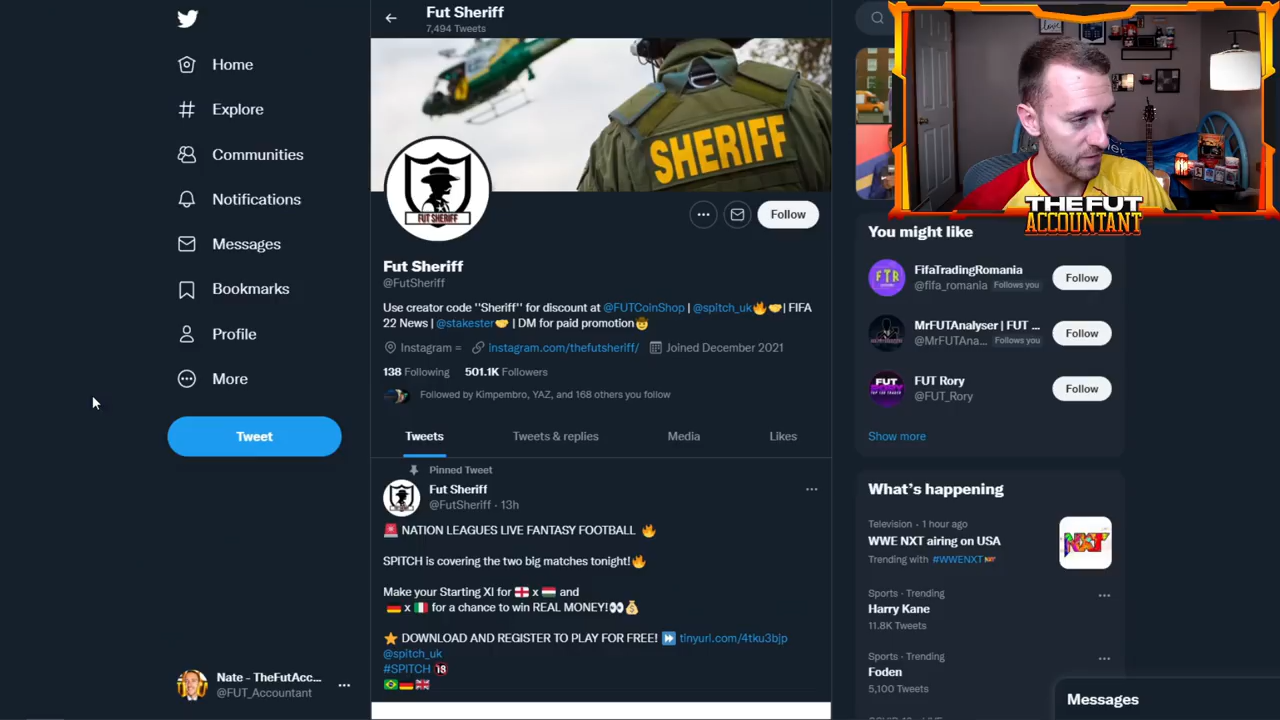 Fut Sheriff
7,494 Tweets
Home
Explore
Communities
Notifications
Messages
Bookmarks
Profile
More
Tweet
Nate - TheFutAcc...
@FUT_Accountant
SHERIFF
FUT SHERIFF
Follow
Fut Sheriff
@FutSheriff
Use creator code "Sheriff" for discount at @FUTCoinShop | @spitch_uk🔥🤝| FIFA
22 News | @stakester🤝 | DM for paid promotion🤠
Instagram = instagram.com/thefutsheriff/ Joined December 2021
138 Following 501.1K Followers
Followed by Kimpembro, YAZ, and 168 others you follow
Tweets
Tweets & replies
Media
Likes
Pinned Tweet
Fut Sheriff
@FutSheriff · 13h
🚨 NATION LEAGUES LIVE FANTASY FOOTBALL 🔥
SPITCH is covering the two big matches tonight!🔥
Make your Starting XI for 🏴󠁧󠁢󠁥󠁮󠁧󠁿 x 🇭🇺 and
🇩🇪 x 🇮🇹 for a chance to win REAL MONEY!👀💰
⭐ DOWNLOAD AND REGISTER TO PLAY FOR FREE! ⏩ tinyurl.com/4tku3bjp
@spitch_uk
#SPITCH 🔞
🇧🇷🇩🇪🇬🇧
THE FUT
ACCOUNTANT
You might like
FifaTradingRomania
@fifa_romania Follows you
Follow
MrFUTAnalyser | FUT ...
@MrFUTAna... Follows you
Follow
FUT Rory
@FUT_Rory
Follow
Show more
What's happening
Television · 1 hour ago
WWE NXT airing on USA
Trending with #WWENXT
NXT
Sports · Trending
Harry Kane
11.8K Tweets
Sports · Trending
Foden
5,100 Tweets
Messages